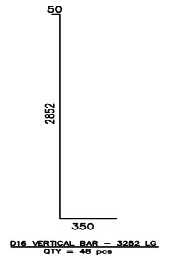 50
2852
350
D16 VERTICAL BAR - 3252 LG
QTY = 48 pcs